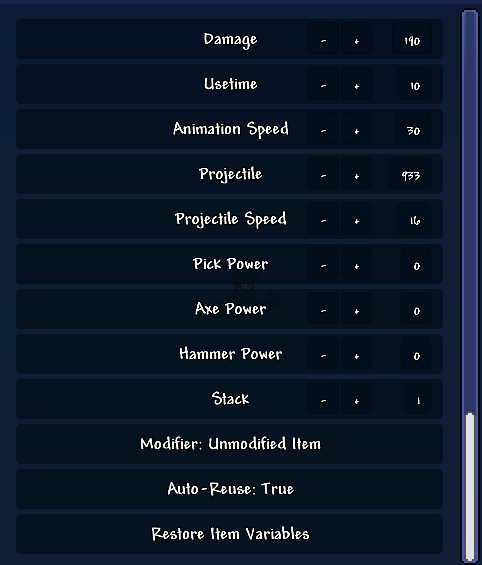 Damage - + 190
Usetime - + 10
Animation Speed - + 30
Projectile - + 933
Projectile Speed - + 16
Pick Power - + 0
Axe Power - + 0
Hammer Power - + 0
Stack - + 1
Modifier: Unmodified Item
Auto-Reuse: True
Restore Item Variables